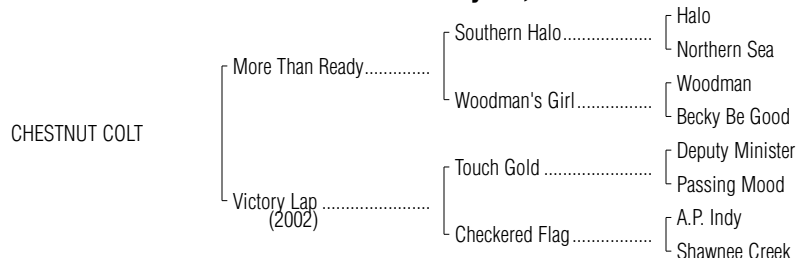 Halo
Southern Halo....................
Northern Sea
More Than Ready..............
Woodman
Woodman's Girl.................
Becky Be Good
CHESTNUT COLT
Deputy Minister
Touch Gold ........................
Passing Mood
Victory Lap .......................
(2002)
A.P. Indy
Checkered Flag..................
Shawnee Creek